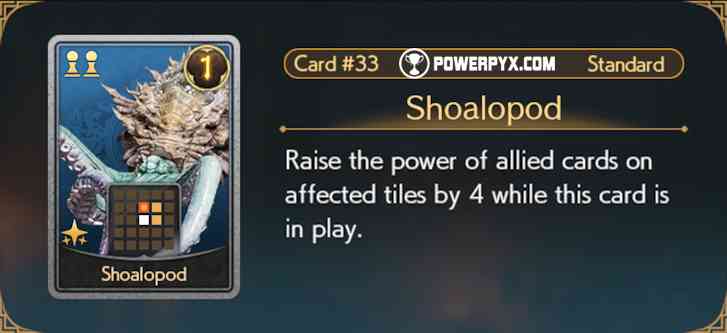 1
Card #33 POWERPYX.COM Standard
Shoalopod
Raise the power of allied cards on
affected tiles by 4 while this card is
in play.
Shoalopod